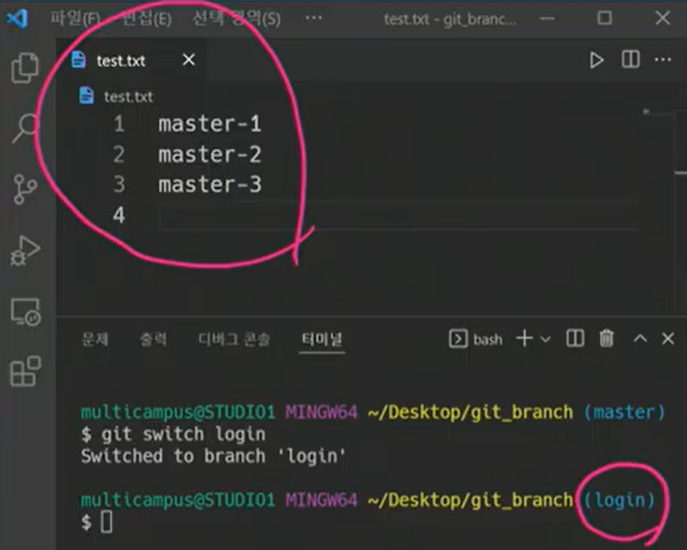 파일(F) 편집(E) 선택 영역(S) ··· test.txt - git_branc...
test.txt
test.txt
1 master-1
2 master-2
3 master-3
4
문제 출력 디버그 콘솔 터미널 bash
multicampus@STUDIO1 MINGW64 ~/Desktop/git_branch (master)
$ git switch login
Switched to branch 'login'
multicampus@STUDIO1 MINGW64 ~/Desktop/git_branch (login)
$